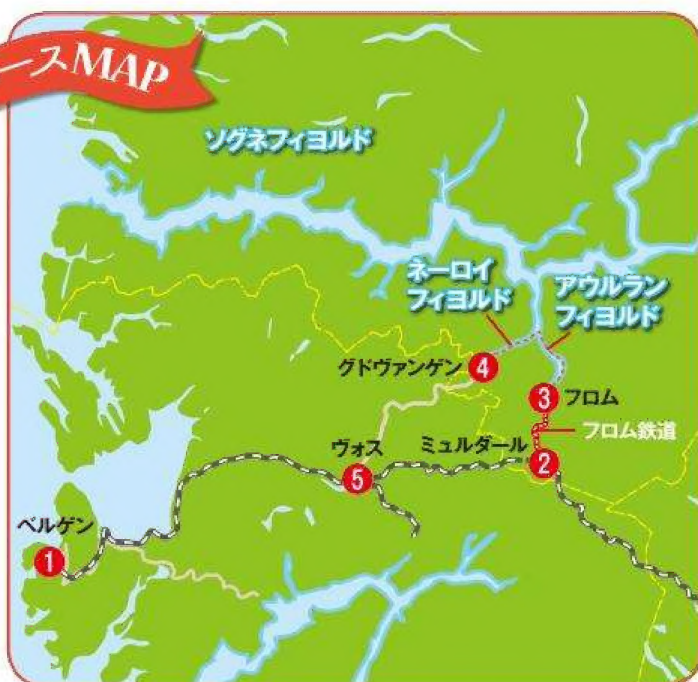 ースMAP
ソグネフィヨルド
ネーロイ
フィヨルド
アウルラン
フィヨルド
グドヴァンゲン
4
3
フロム
フロム鉄道
ヴォス
ミュルダール
5
2
ベルゲン
1